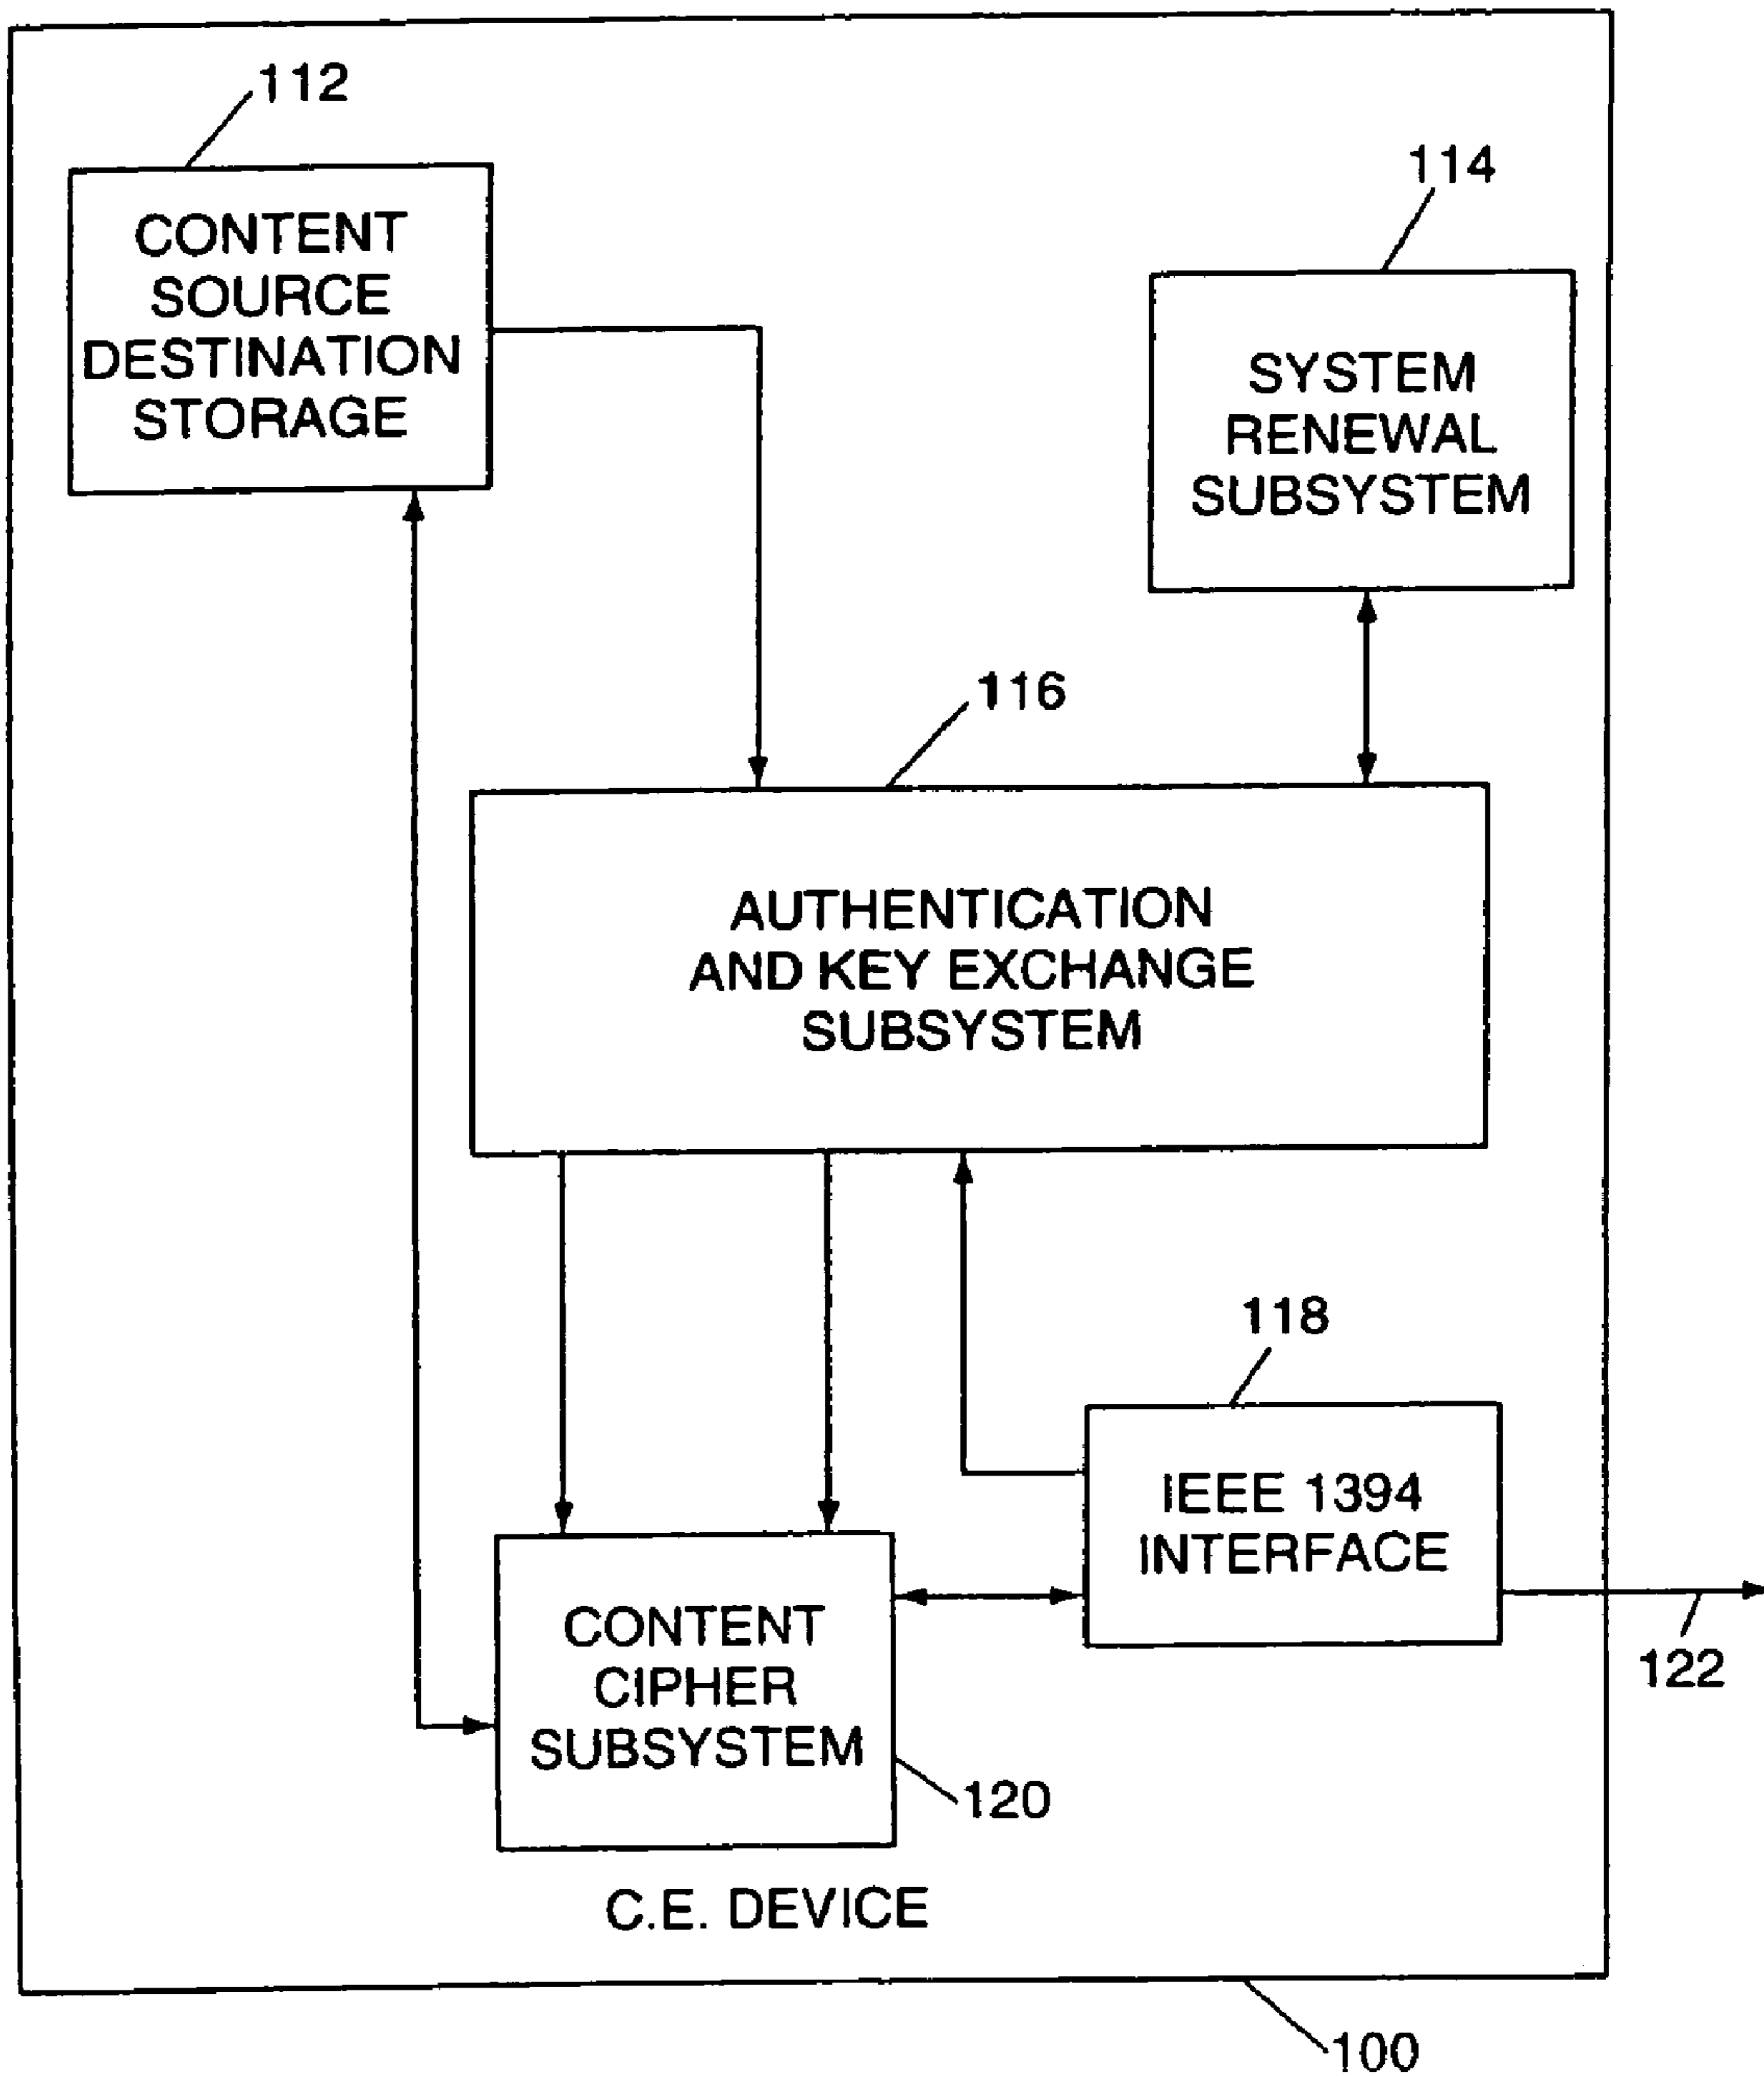 112
CONTENT
SOURCE
DESTINATION
STORAGE
114
SYSTEM
RENEWAL
SUBSYSTEM
116
AUTHENTICATION
AND KEY EXCHANGE
SUBSYSTEM
118
IEEE 1394
INTERFACE
122
CONTENT
CIPHER
SUBSYSTEM
120
C.E. DEVICE
100